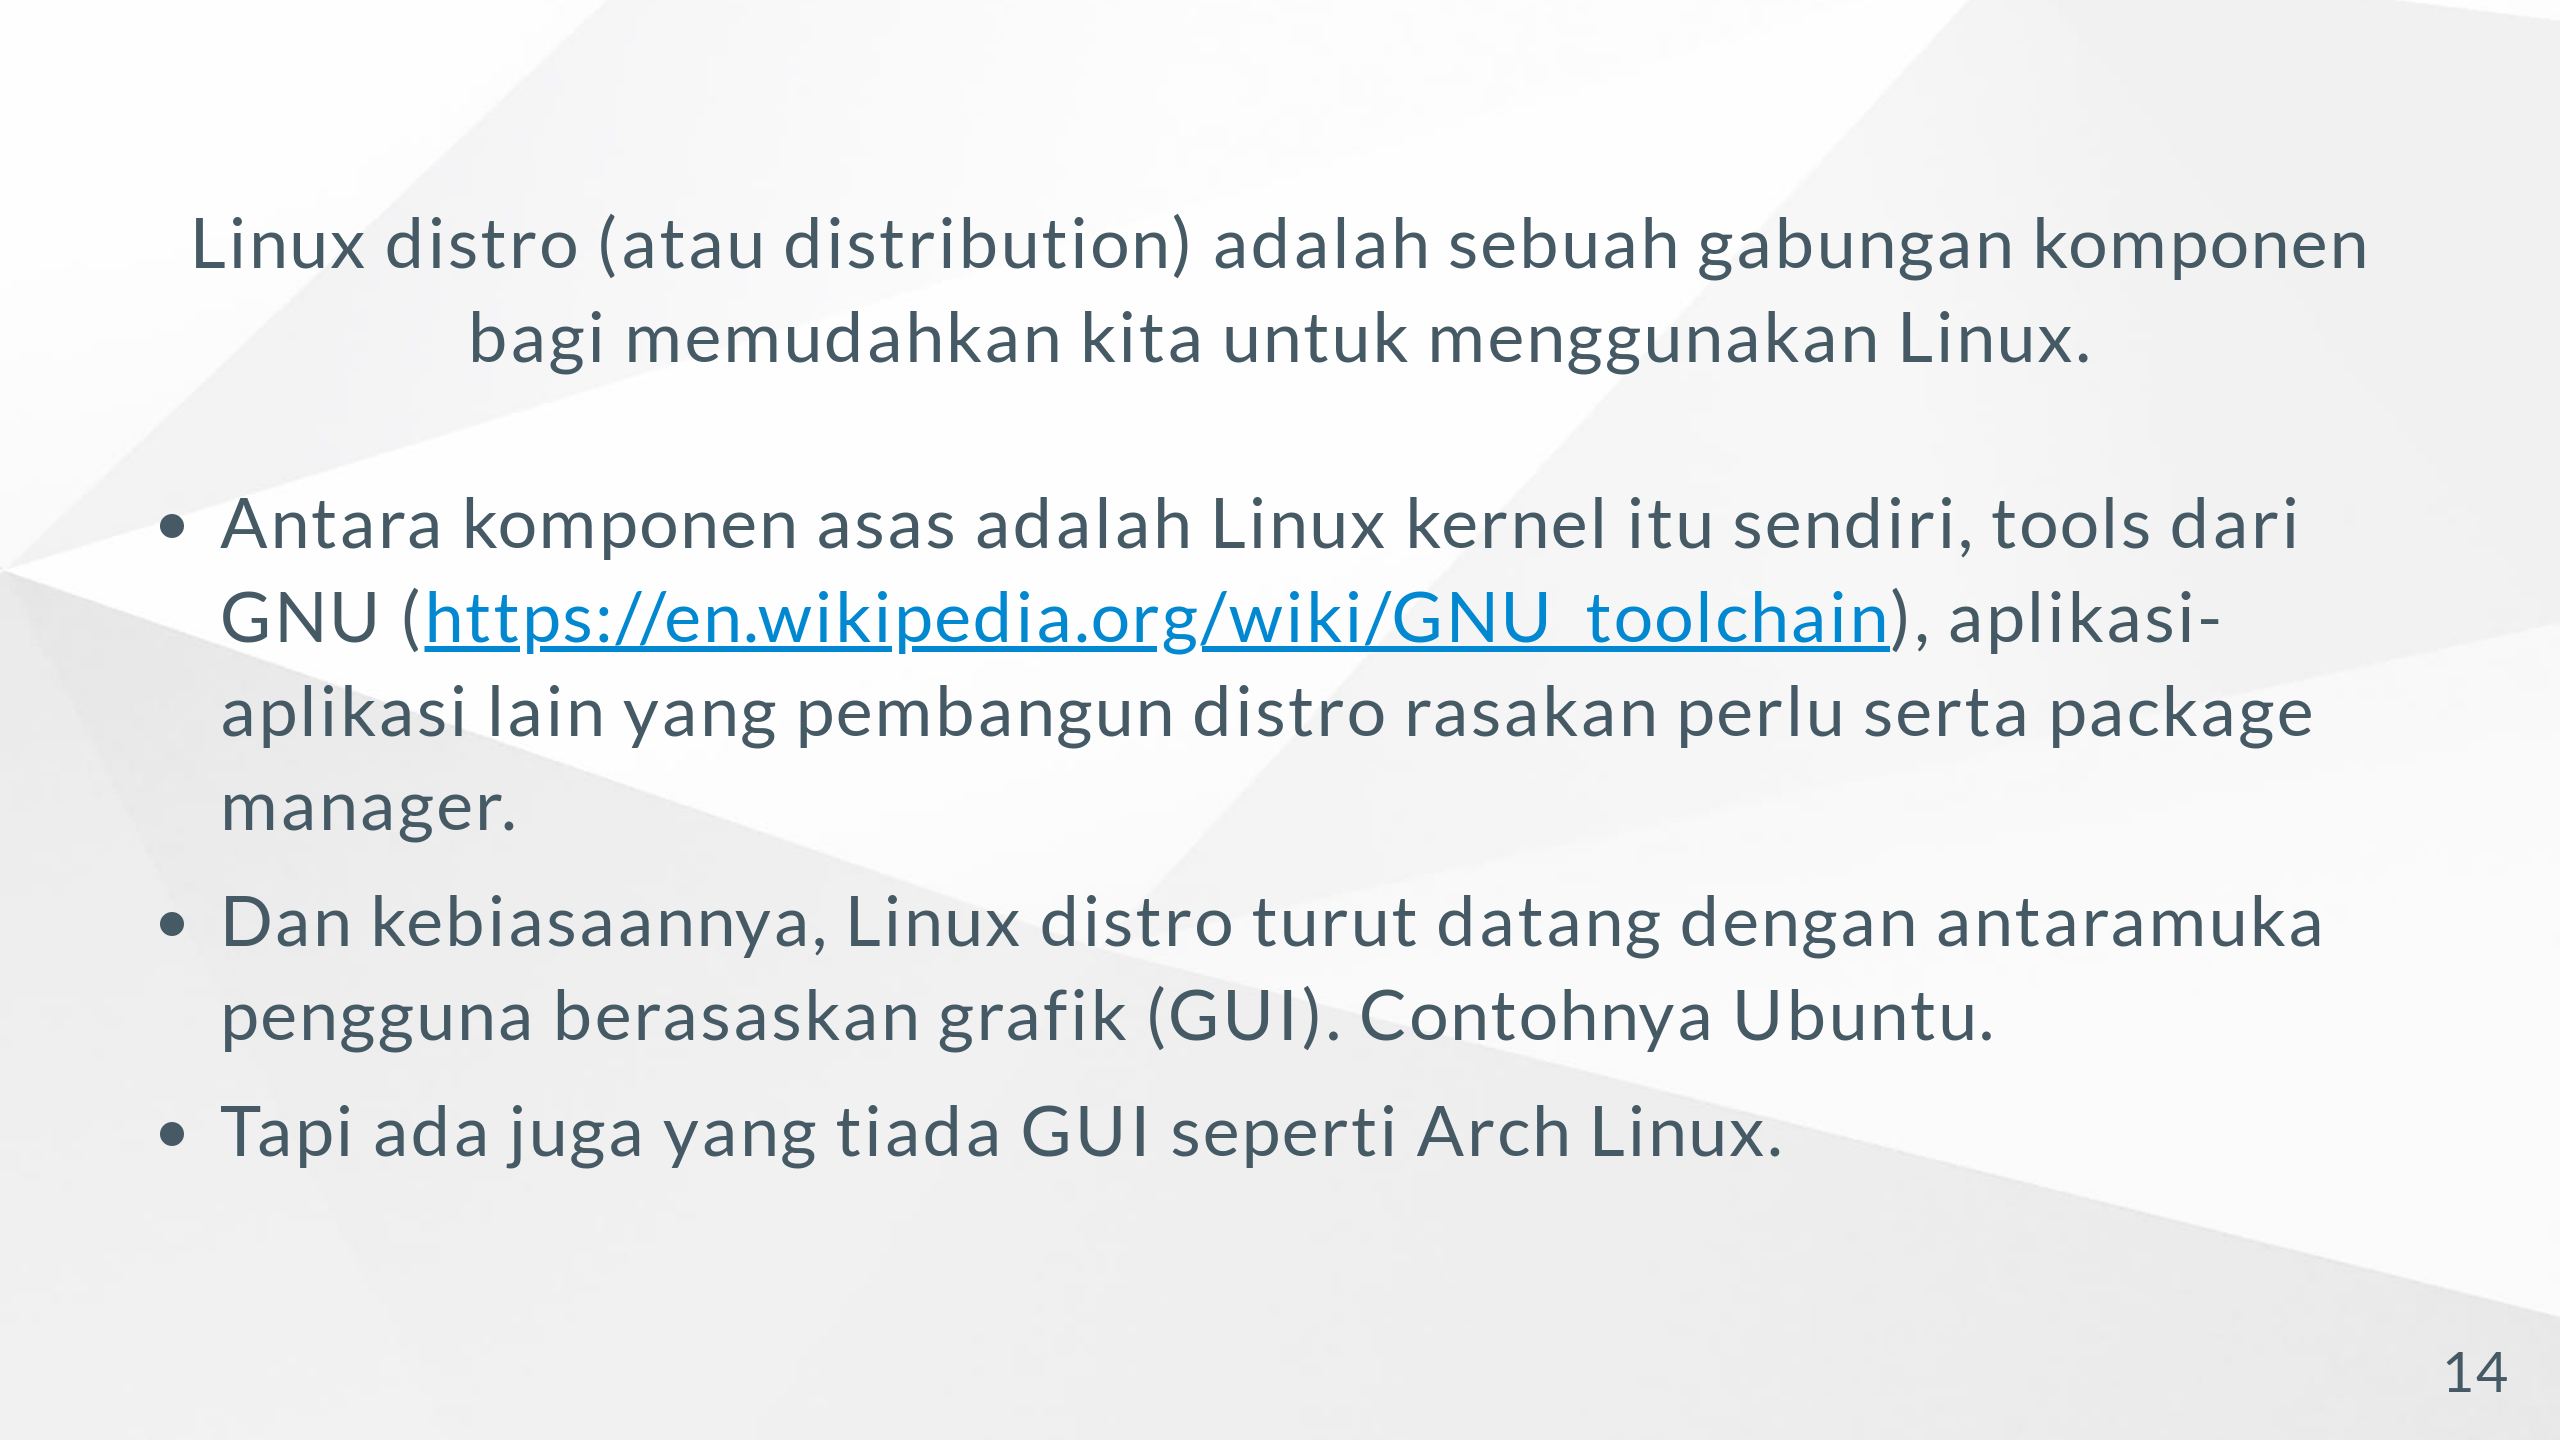 Linux distro (atau distribution) adalah sebuah gabungan komponen
bagi memudahkan kita untuk menggunakan Linux.
• Antara komponen asas adalah Linux kernel itu sendiri, tools dari
GNU (https://en.wikipedia.org/wiki/GNU_toolchain), aplikasi-
aplikasi lain yang pembangun distro rasakan perlu serta package
manager.
• Dan kebiasaannya, Linux distro turut datang dengan antaramuka
pengguna berasaskan grafik (GUI). Contohnya Ubuntu.
• Tapi ada juga yang tiada GUI seperti Arch Linux.
14